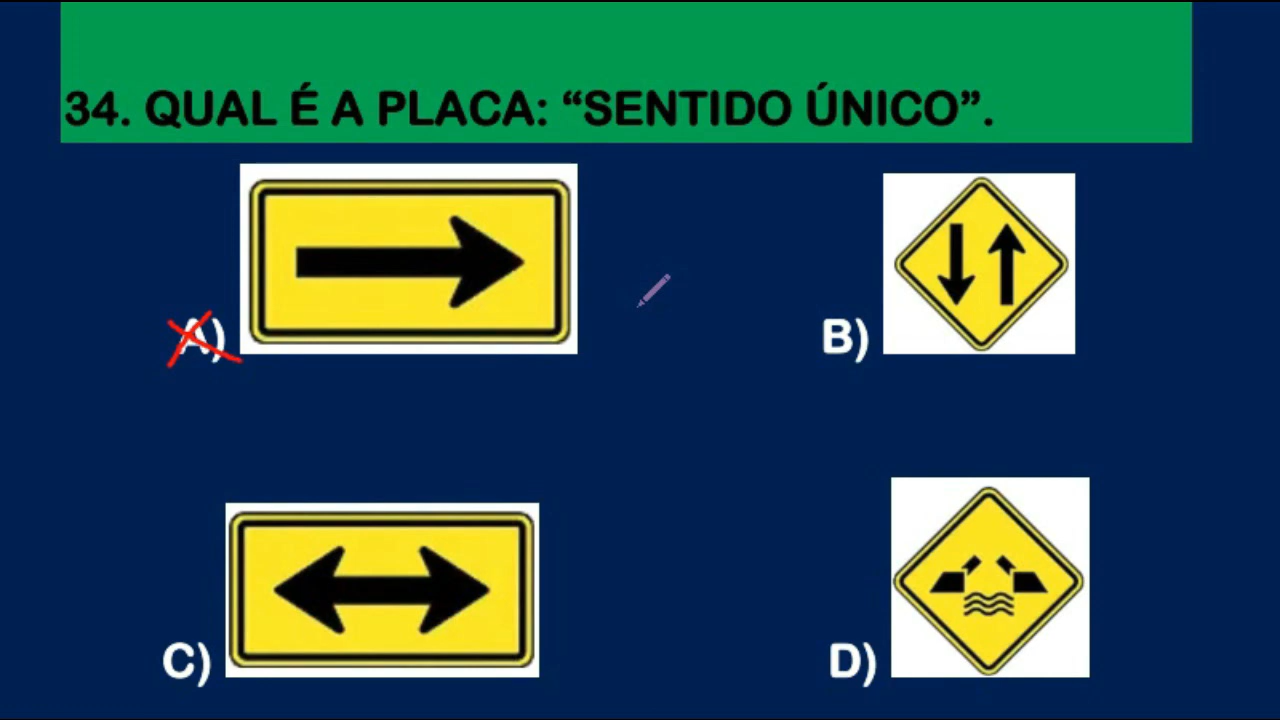 34. QUAL É A PLACA: “SENTIDO ÚNICO”.
A)
B)
C)
D)